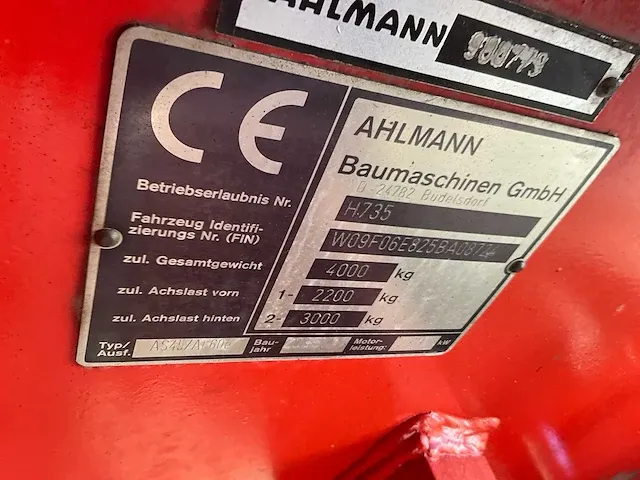 AHLMANN
CE
AHLMANN
Baumaschinen GmbH
D-24782 Büdelsdorf
Betriebserlaubnis Nr. H.735
Fahrzeug Identifi-
zierungs Nr. (FIN) W09F06E825BA0872
zul. Gesamtgewicht 4000 kg
zul. Achslast vorn 1- 2200 kg
zul. Achslast hinten 2- 3000 kg
Typ/
Ausf.
Bau-
jahr
Motor-
leistung:
kW